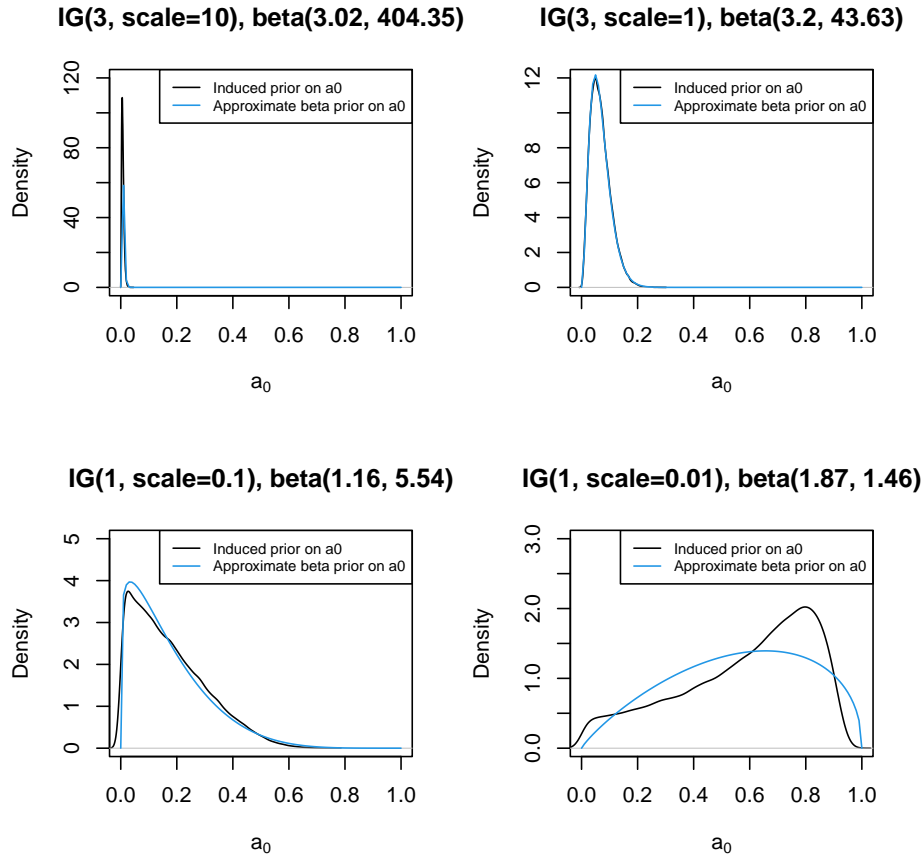 IG(3, scale=10), beta(3.02, 404.35)
Induced prior on a0
Approximate beta prior on a0
Density
0 40 80 120
0.0 0.2 0.4 0.6 0.8 1.0
a0
IG(3, scale=1), beta(3.2, 43.63)
Induced prior on a0
Approximate beta prior on a0
Density
0 2 4 6 8 12
0.0 0.2 0.4 0.6 0.8 1.0
a0
IG(1, scale=0.1), beta(1.16, 5.54)
Induced prior on a0
Approximate beta prior on a0
Density
0 1 2 3 4 5
0.0 0.2 0.4 0.6 0.8 1.0
a0
IG(1, scale=0.01), beta(1.87, 1.46)
Induced prior on a0
Approximate beta prior on a0
Density
0.0 1.0 2.0 3.0
0.0 0.2 0.4 0.6 0.8 1.0
a0